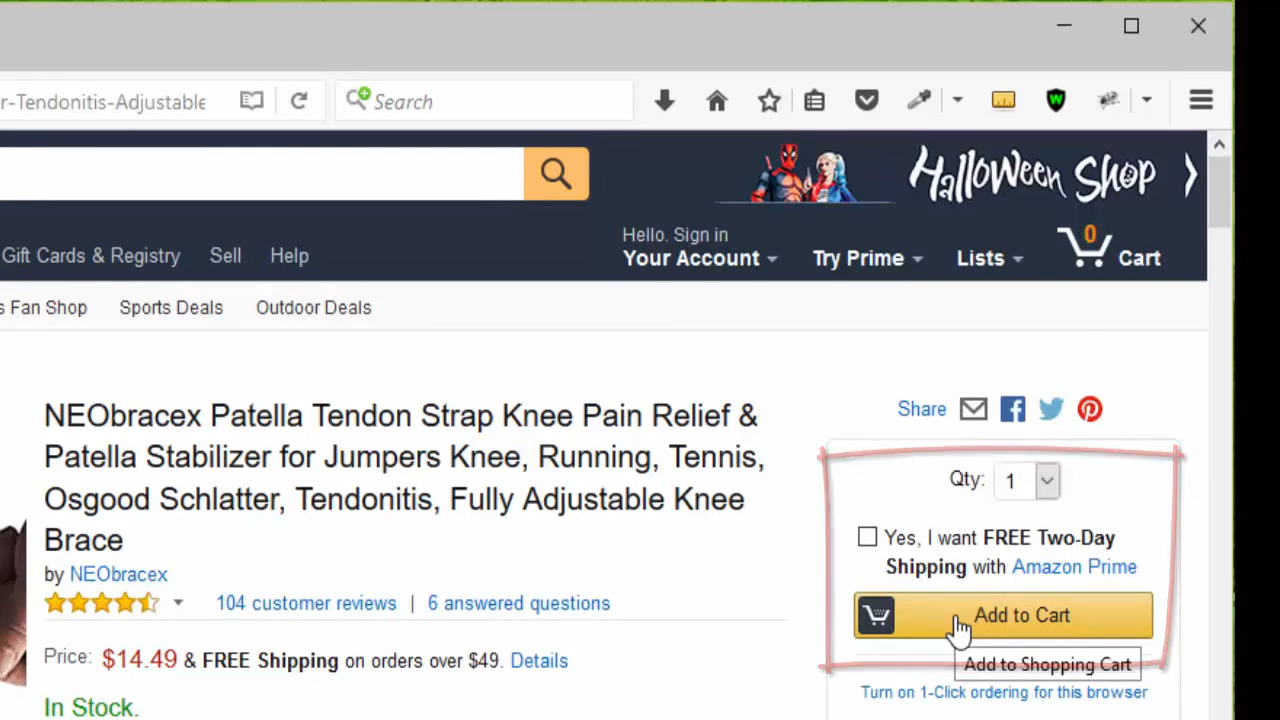 r-Tendonitis-Adjustable
Search
Halloween Shop
Hello. Sign in
Your Account
Try Prime
Lists
0
Cart
Gift Cards & Registry
Sell
Help
s Fan Shop
Sports Deals
Outdoor Deals
NEObracex Patella Tendon Strap Knee Pain Relief &
Patella Stabilizer for Jumpers Knee, Running, Tennis,
Osgood Schlatter, Tendonitis, Fully Adjustable Knee
Brace
by NEObracex
104 customer reviews | 6 answered questions
Price: $14.49 & FREE Shipping on orders over $49. Details
In Stock.
Share
Qty: 1
Yes, I want FREE Two-Day
Shipping with Amazon Prime
Add to Cart
Add to Shopping Cart
Turn on 1-Click ordering for this browser